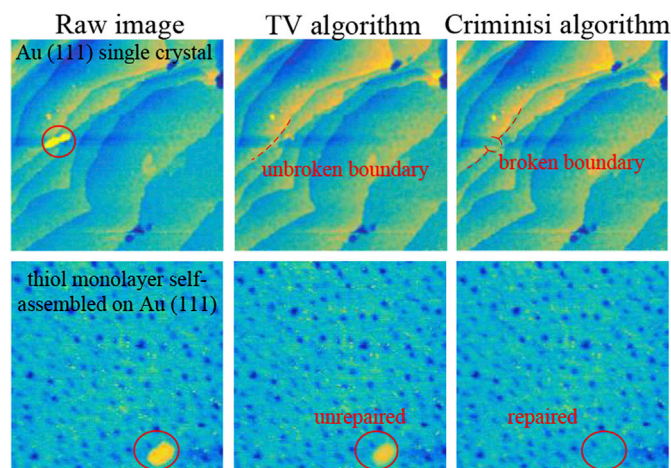 Raw image
TV algorithm
Criminisi algorithm
Au (111) single crystal
unbroken boundary
broken boundary
thiol monolayer self-
assembled on Au (111)
unrepaired
repaired